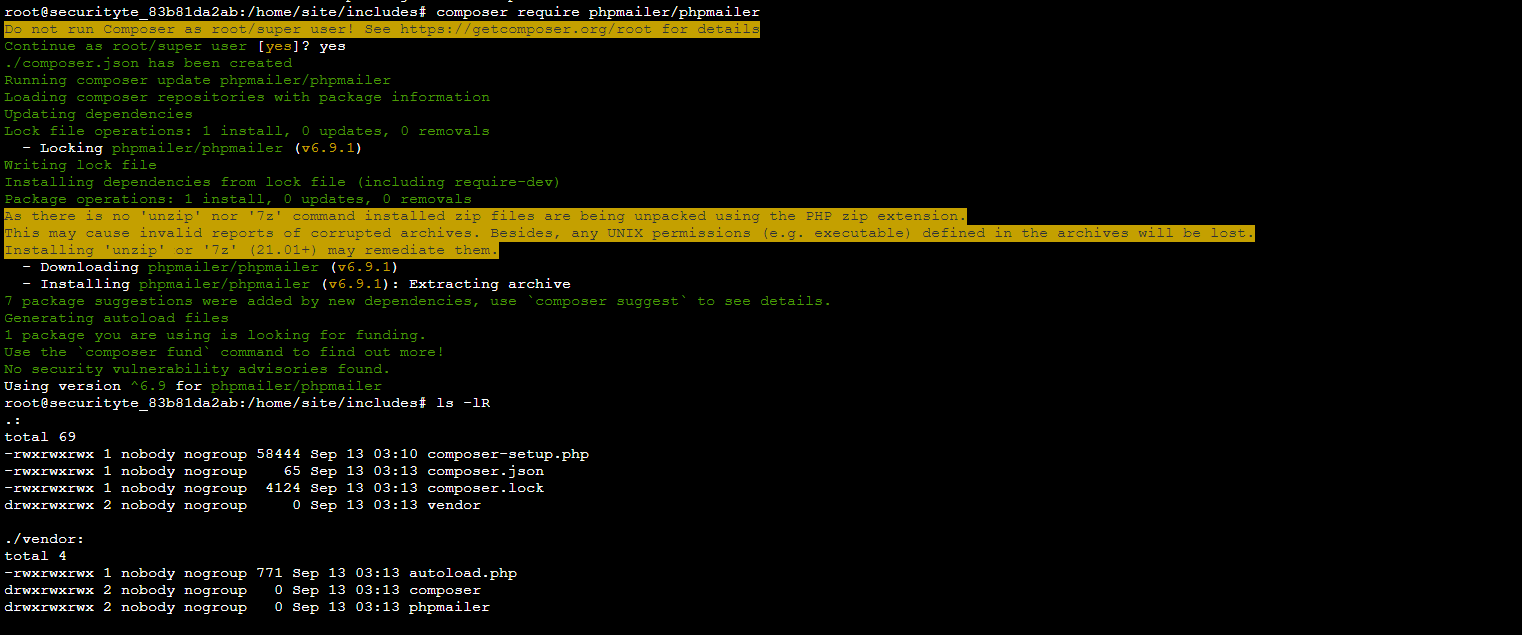 root@securityte_83b81da2ab:/home/site/includes# composer require phpmailer/phpmailer
Do not run Composer as root/super user! See https://getcomposer.org/root for details
Continue as root/super user [yes]? yes
./composer.json has been created
Running composer update phpmailer/phpmailer
Loading composer repositories with package information
Updating dependencies
Lock file operations: 1 install, 0 updates, 0 removals
  - Locking phpmailer/phpmailer (v6.9.1)
Writing lock file
Installing dependencies from lock file (including require-dev)
Package operations: 1 install, 0 updates, 0 removals
As there is no 'unzip' nor '7z' command installed zip files are being unpacked using the PHP zip extension.
This may cause invalid reports of corrupted archives. Besides, any UNIX permissions (e.g. executable) defined in the archives will be lost.
Installing 'unzip' or '7z' (21.01+) may remediate them.
  - Downloading phpmailer/phpmailer (v6.9.1)
  - Installing phpmailer/phpmailer (v6.9.1): Extracting archive
7 package suggestions were added by new dependencies, use `composer suggest` to see details.
Generating autoload files
1 package you are using is looking for funding.
Use the `composer fund` command to find out more!
No security vulnerability advisories found.
Using version ^6.9 for phpmailer/phpmailer
root@securityte_83b81da2ab:/home/site/includes# ls -lR
.:
total 69
-rwxrwxrwx 1 nobody nogroup 58444 Sep 13 03:10 composer-setup.php
-rwxrwxrwx 1 nobody nogroup    65 Sep 13 03:13 composer.json
-rwxrwxrwx 1 nobody nogroup  4124 Sep 13 03:13 composer.lock
drwxrwxrwx 2 nobody nogroup     0 Sep 13 03:13 vendor

./vendor:
total 4
-rwxrwxrwx 1 nobody nogroup 771 Sep 13 03:13 autoload.php
drwxrwxrwx 2 nobody nogroup   0 Sep 13 03:13 composer
drwxrwxrwx 2 nobody nogroup   0 Sep 13 03:13 phpmailer